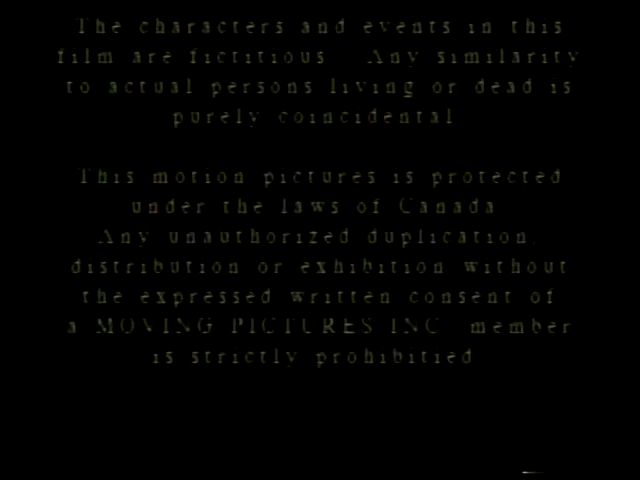 The characters and events in this
film are fictitious Any similarity
to actual persons living or dead is
purely coincidental
This motion pictures is protected
under the laws of Canada
Any unauthorized duplication,
distribution or exhibition without
the expressed written consent of
a MOVING PICTURES INC member
is strictly prohibitied